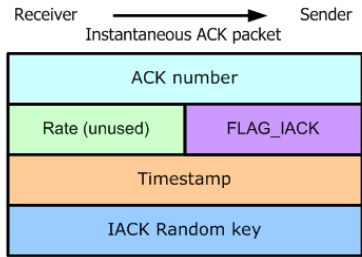 Receiver Sender
Instantaneous ACK packet
ACK number
Rate (unused) FLAG_IACK
Timestamp
IACK Random key